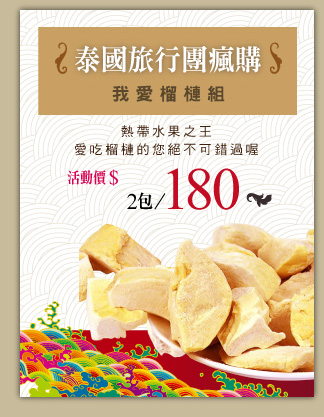 泰國旅行團瘋購
我愛榴槤組
熱帶水果之王
愛吃榴槤的您絕不可錯過喔
活動價$
2包/180